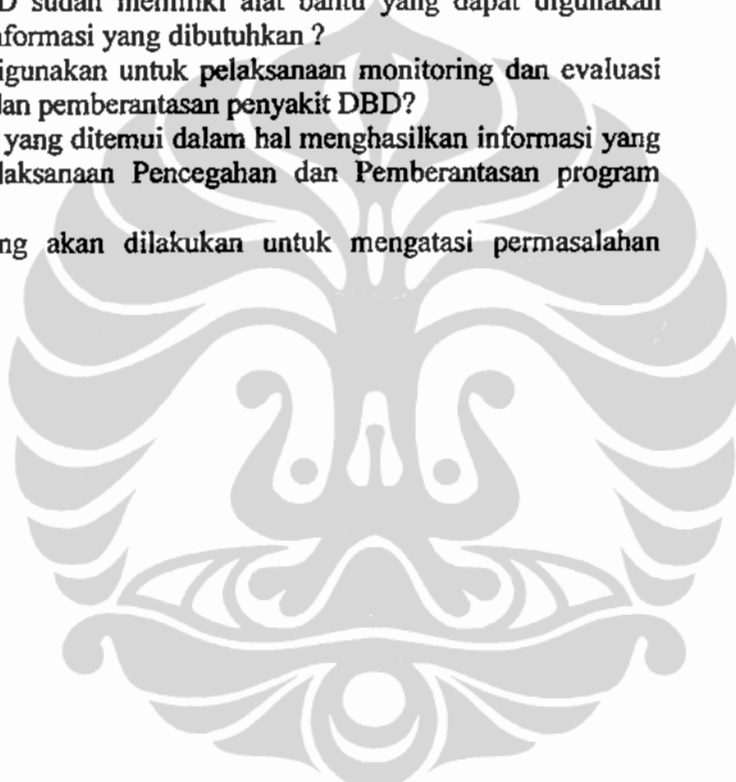 D sudah memiliki alat bantu yang dapat digunakan
nformasi yang dibutuhkan ?
igunakan untuk pelaksanaan monitoring dan evaluasi
dan pemberantasan penyakit DBD?
yang ditemui dalam hal menghasilkan informasi yang
laksanaan Pencegahan dan Pemberantasan program
ng akan dilakukan untuk mengatasi permasalahan